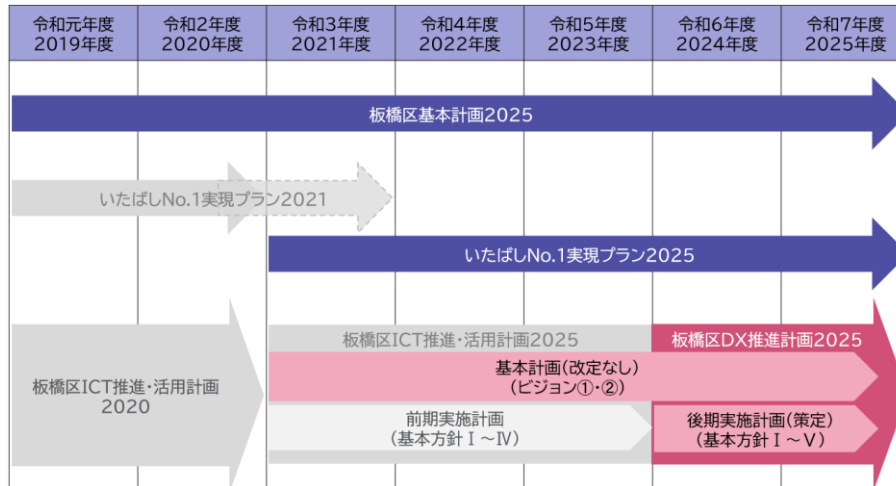 令和元年度 令和2年度 令和3年度 令和4年度 令和5年度 令和6年度 令和7年度
2019年度 2020年度 2021年度 2022年度 2023年度 2024年度 2025年度
板橋区基本計画2025
いたばしNo.1実現プラン2021
いたばしNo.1実現プラン2025
板橋区ICT推進・活用計画
2020
板橋区ICT推進・活用計画2025
板橋区DX推進計画2025
基本計画(改定なし)
(ビジョン①・②)
前期実施計画
(基本方針Ⅰ～Ⅳ)
後期実施計画(策定)
(基本方針Ⅰ～Ⅴ)